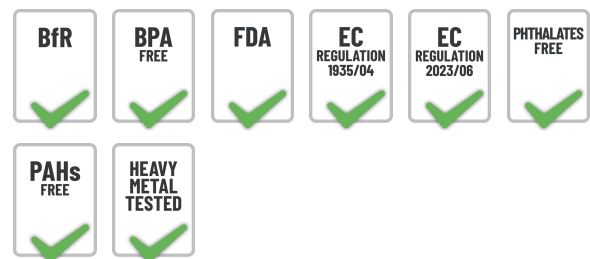 BfR
BPA
FREE
FDA
EC
REGULATION
1935/04
EC
REGULATION
2023/06
PHTHALATES
FREE
PAHs
FREE
HEAVY
METAL
TESTED